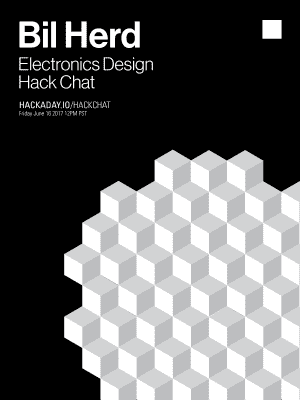 Bil Herd
Electronics Design
Hack Chat
HACKADAY.IO/HACKCHAT
Friday June 16 2017 12PM PST